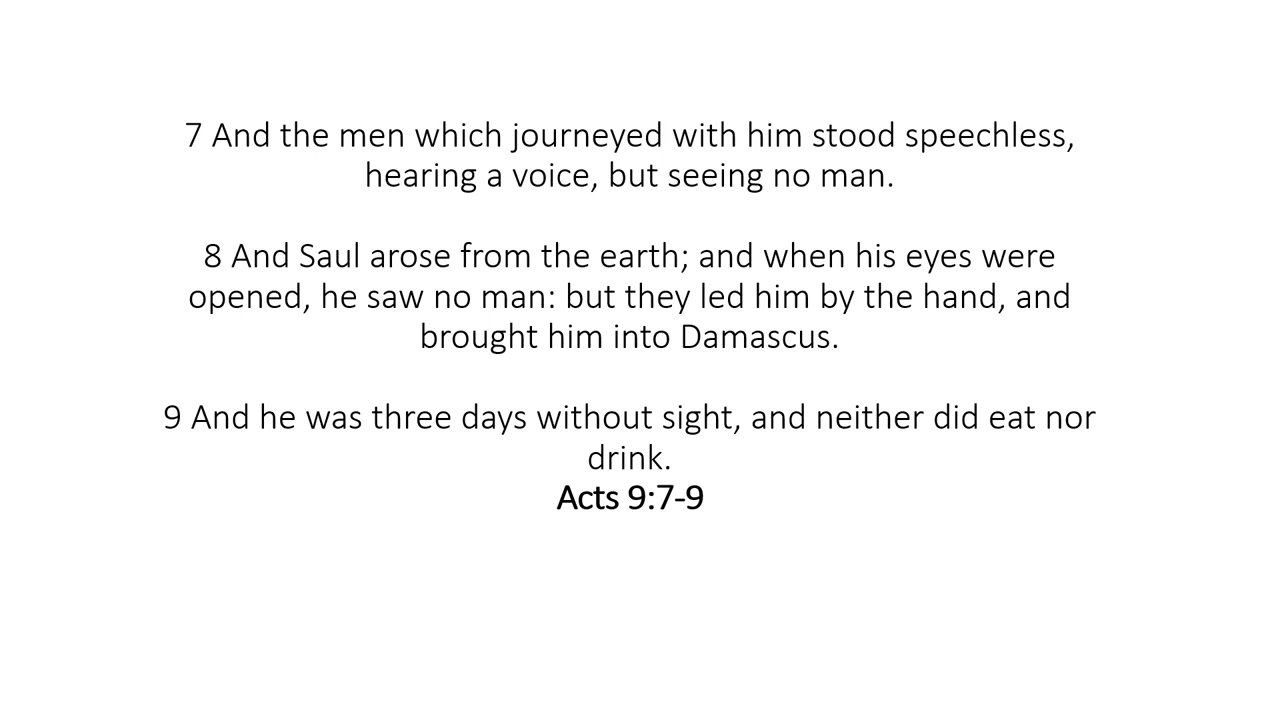 7 And the men which journeyed with him stood speechless,
hearing a voice, but seeing no man.
8 And Saul arose from the earth; and when his eyes were
opened, he saw no man: but they led him by the hand, and
brought him into Damascus.
9 And he was three days without sight, and neither did eat nor
drink.
Acts 9:7-9